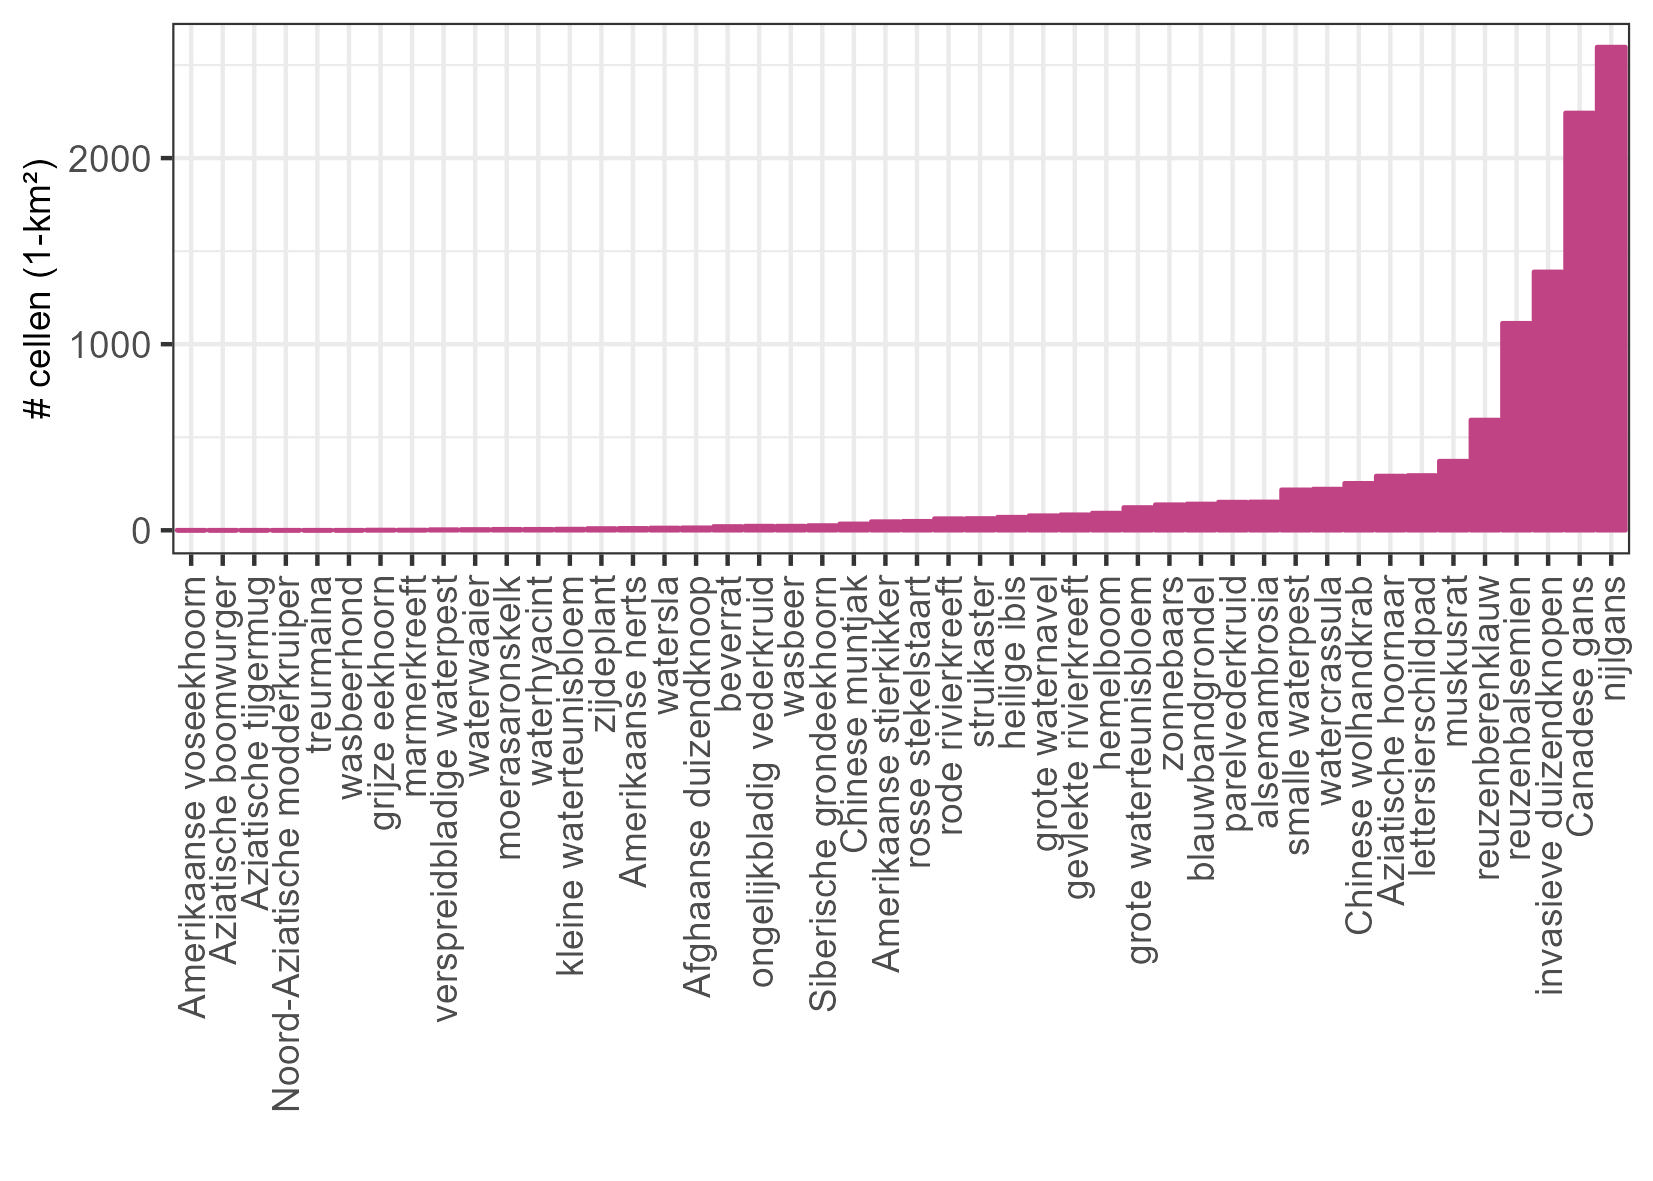 # cellen (1-km²)
2000
1000
0
Amerikaanse voseekhoorn
Aziatische boomwurger
Aziatische tijgermug
Noord-Aziatische modderkruiper
treurmaina
wasbeerhond
grijze eekhoorn
marmerkreeft
verspreidbladige waterpest
waterwaaier
moerasaronskelk
waterhyacint
kleine waterteunisbloem
zijdeplant
Amerikaanse nerts
watersla
Afghaanse duizendknoop
beverrat
ongelijkbladig vederkruid
wasbeer
Siberische grondeekhoorn
Chinese muntjak
Amerikaanse stierkikker
rosse stekelstaart
rode rivierkreeft
struikaster
heilige ibis
grote waternavel
gevlekte rivierkreeft
hemelboom
grote waterteunisbloem
zonnebaars
blauwbandgrondel
parelvederkruid
alsemambrosia
smalle waterpest
watercrassula
Chinese wolhandkrab
Aziatische hoornaar
lettersierschildpad
muskusrat
reuzenberenklauw
reuzenbalsemien
invasieve duizendknopen
Canadese gans
nijlgans